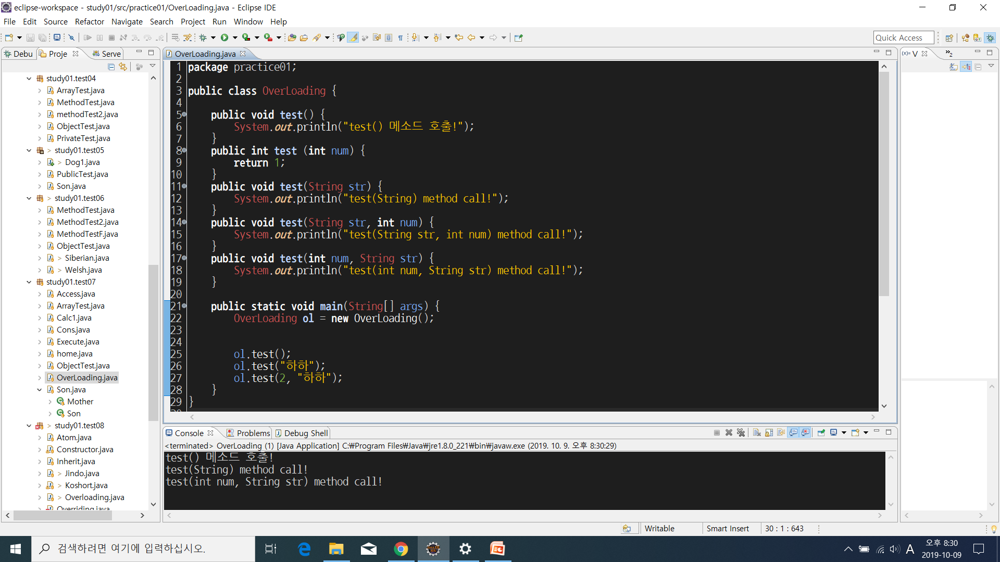 eclipse-workspace - study01/src/practice01/OverLoading.java - Eclipse IDE
File Edit Source Refactor Navigate Search Project Run Window Help
Quick Access
Debu Proje Serve
study01.test04
ArrayTest.java
MethodTest.java
methodTest2.java
ObjectTest.java
PrivateTest.java
> study01.test05
> Dog1.java
PublicTest.java
Son.java
> study01.test06
MethodTest.java
MethodTest2.java
MethodTestF.java
ObjectTest.java
> Siberian.java
> Welsh.java
study01.test07
Access.java
ArrayTest.java
Calc1.java
Cons.java
Execute.java
home.java
ObjectTest.java
OverLoading.java
Son.java
Mother
Son
> study01.test08
Atom.java
Constructor.java
Inherit.java
> Jindo.java
> Koshort.java
> Overloading.java
Overriding.java
OverLoading.java
1 package practice01;
2
3 public class OverLoading {
4
5 public void test() {
6 System.out.println("test() 메소드 호출!");
7 }
8 public int test (int num) {
9 return 1;
10 }
11 public void test(String str) {
12 System.out.println("test(String) method call!");
13 }
14 public void test(String str, int num) {
15 System.out.println("test(String str, int num) method call!");
16 }
17 public void test(int num, String str) {
18 System.out.println("test(int num, String str) method call!");
19 }
20
21 public static void main(String[] args) {
22 OverLoading ol = new OverLoading();
23
24
25 ol.test();
26 ol.test("하하");
27 ol.test(2, "하하");
28 }
29 }
(x)= V »2
Console Problems Debug Shell
<terminated> OverLoading (1) [Java Application] C:₩Program Files₩Java₩jre1.8.0_221₩bin₩javaw.exe (2019. 10. 9. 오후 8:30:29)
test() 메소드 호출!
test(String) method call!
test(int num, String str) method call!
Writable Smart Insert 30 : 1 : 643
검색하려면 여기에 입력하십시오.
A 오후 8:30
2019-10-09